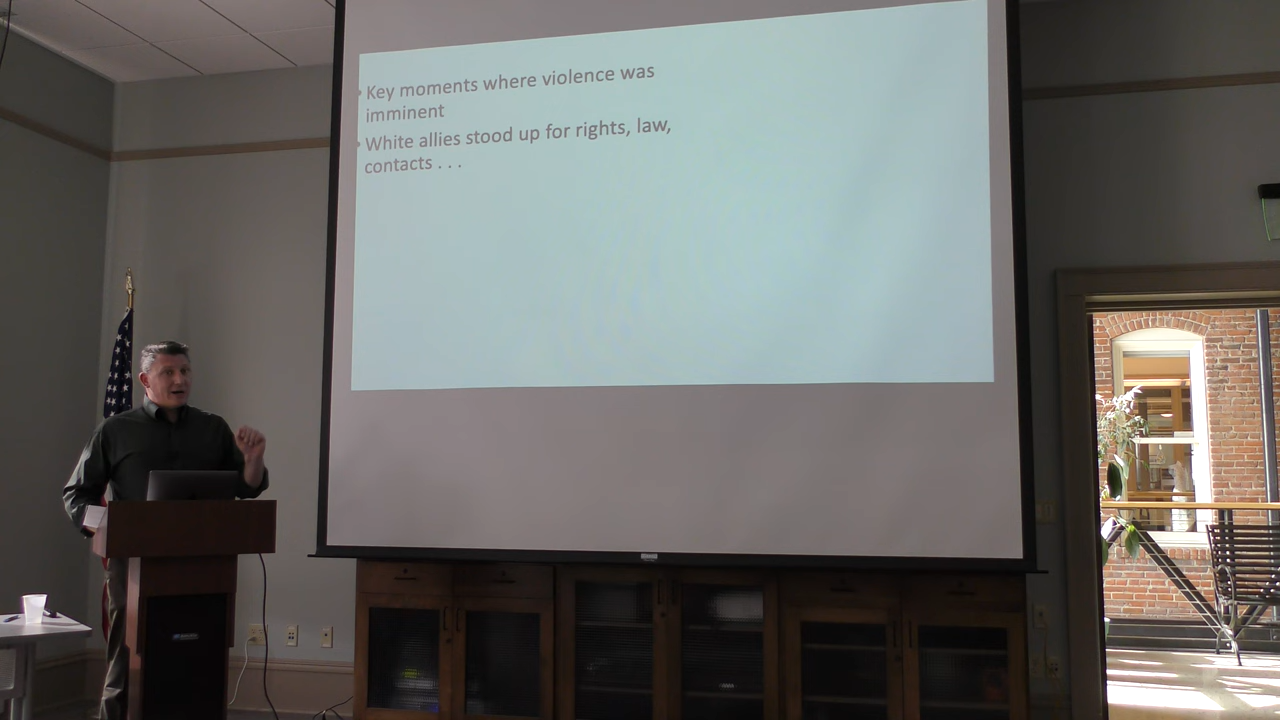 • Key moments where violence was
imminent
• White allies stood up for rights, law,
contacts . . .